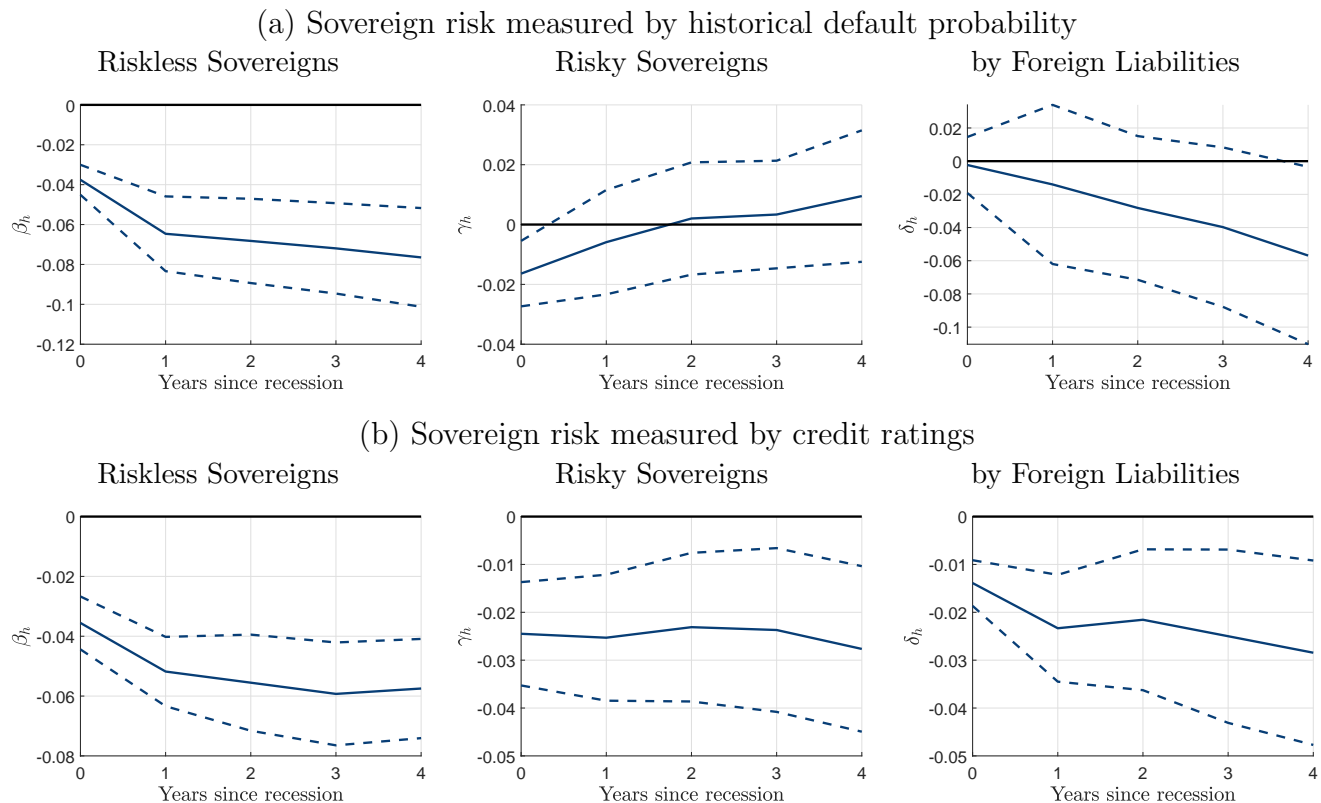 (a) Sovereign risk measured by historical default probability
Riskless Sovereigns
Risky Sovereigns
by Foreign Liabilities
0
-0.02
-0.04
-0.06
-0.08
-0.1
-0.12
β_h
0 1 2 3 4
Years since recession
0.04
0.02
0
-0.02
-0.04
γ_h
0 1 2 3 4
Years since recession
0.02
0
-0.02
-0.04
-0.06
-0.08
-0.1
δ_h
0 1 2 3 4
Years since recession
(b) Sovereign risk measured by credit ratings
Riskless Sovereigns
Risky Sovereigns
by Foreign Liabilities
0
-0.02
-0.04
-0.06
-0.08
β_h
0 1 2 3 4
Years since recession
0
-0.01
-0.02
-0.03
-0.04
-0.05
γ_h
0 1 2 3 4
Years since recession
0
-0.01
-0.02
-0.03
-0.04
-0.05
δ_h
0 1 2 3 4
Years since recession